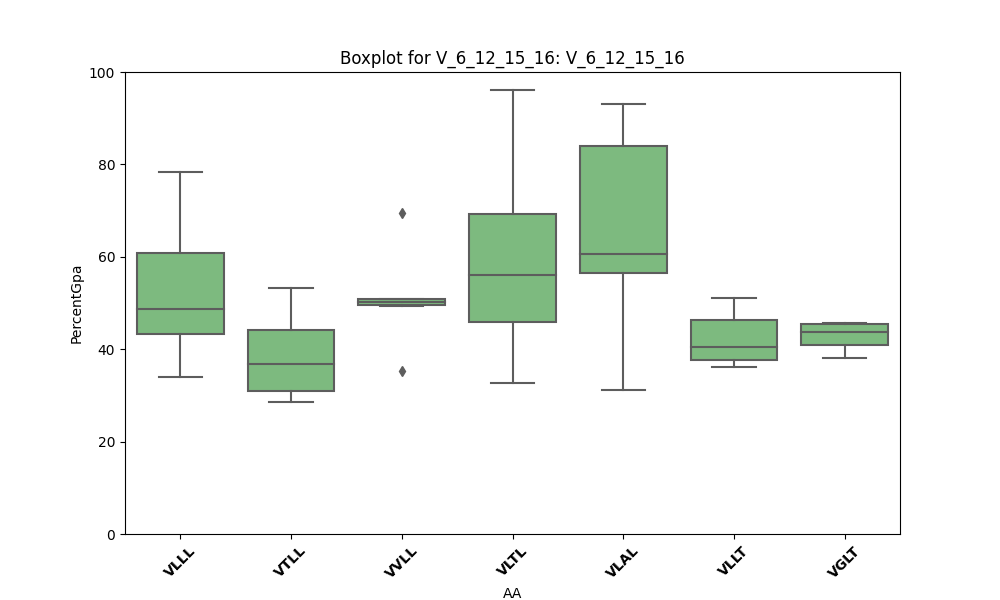 Boxplot for V_6_12_15_16: V_6_12_15_16
PercentGpa
100
80
60
40
20
0
VLLL
VTLL
VVLL
VLTL
VLAL
VLLT
VGLT
AA